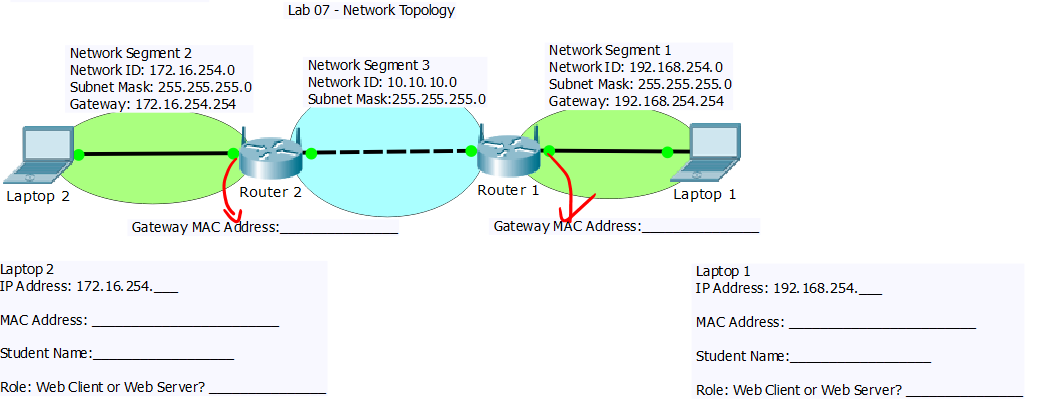 Lab 07 - Network Topology
Network Segment 2
Network ID: 172.16.254.0
Subnet Mask: 255.255.255.0
Gateway: 172.16.254.254
Network Segment 3
Network ID: 10.10.10.0
Subnet Mask:255.255.255.0
Network Segment 1
Network ID: 192.168.254.0
Subnet Mask: 255.255.255.0
Gateway: 192.168.254.254
Laptop 2
Router 2
Router 1
Laptop 1
Gateway MAC Address:_______________
Gateway MAC Address:_______________
Laptop 2
IP Address: 172.16.254.___
MAC Address: ________________________
Student Name:__________________
Role: Web Client or Web Server? _______________
Laptop 1
IP Address: 192.168.254.___
MAC Address: ________________________
Student Name:__________________
Role: Web Client or Web Server? _______________